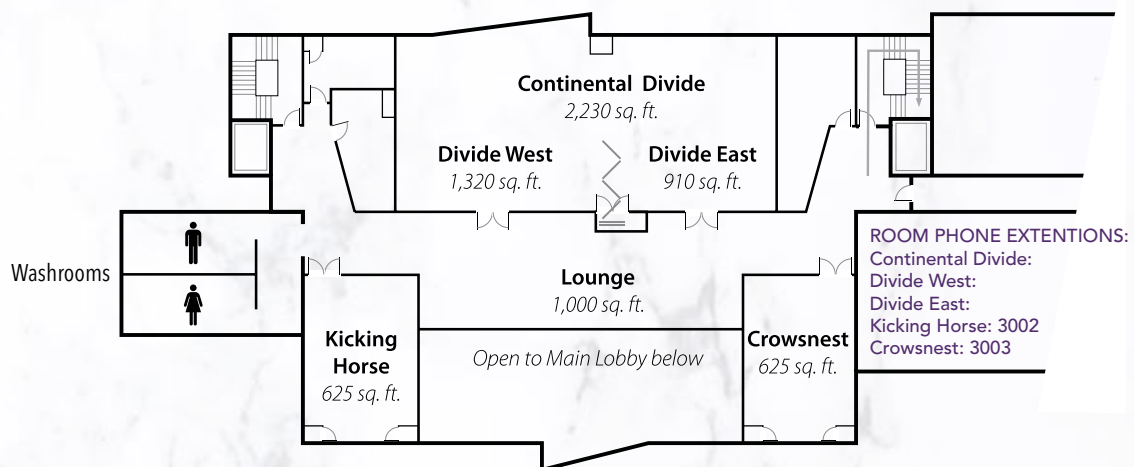 Continental Divide
2,230 sq. ft.
Divide West
1,320 sq. ft.
Divide East
910 sq. ft.
Washrooms
Lounge
1,000 sq. ft.
Kicking
Horse
625 sq. ft.
Open to Main Lobby below
Crowsnest
625 sq. ft.
ROOM PHONE EXTENTIONS:
Continental Divide:
Divide West:
Divide East:
Kicking Horse: 3002
Crowsnest: 3003